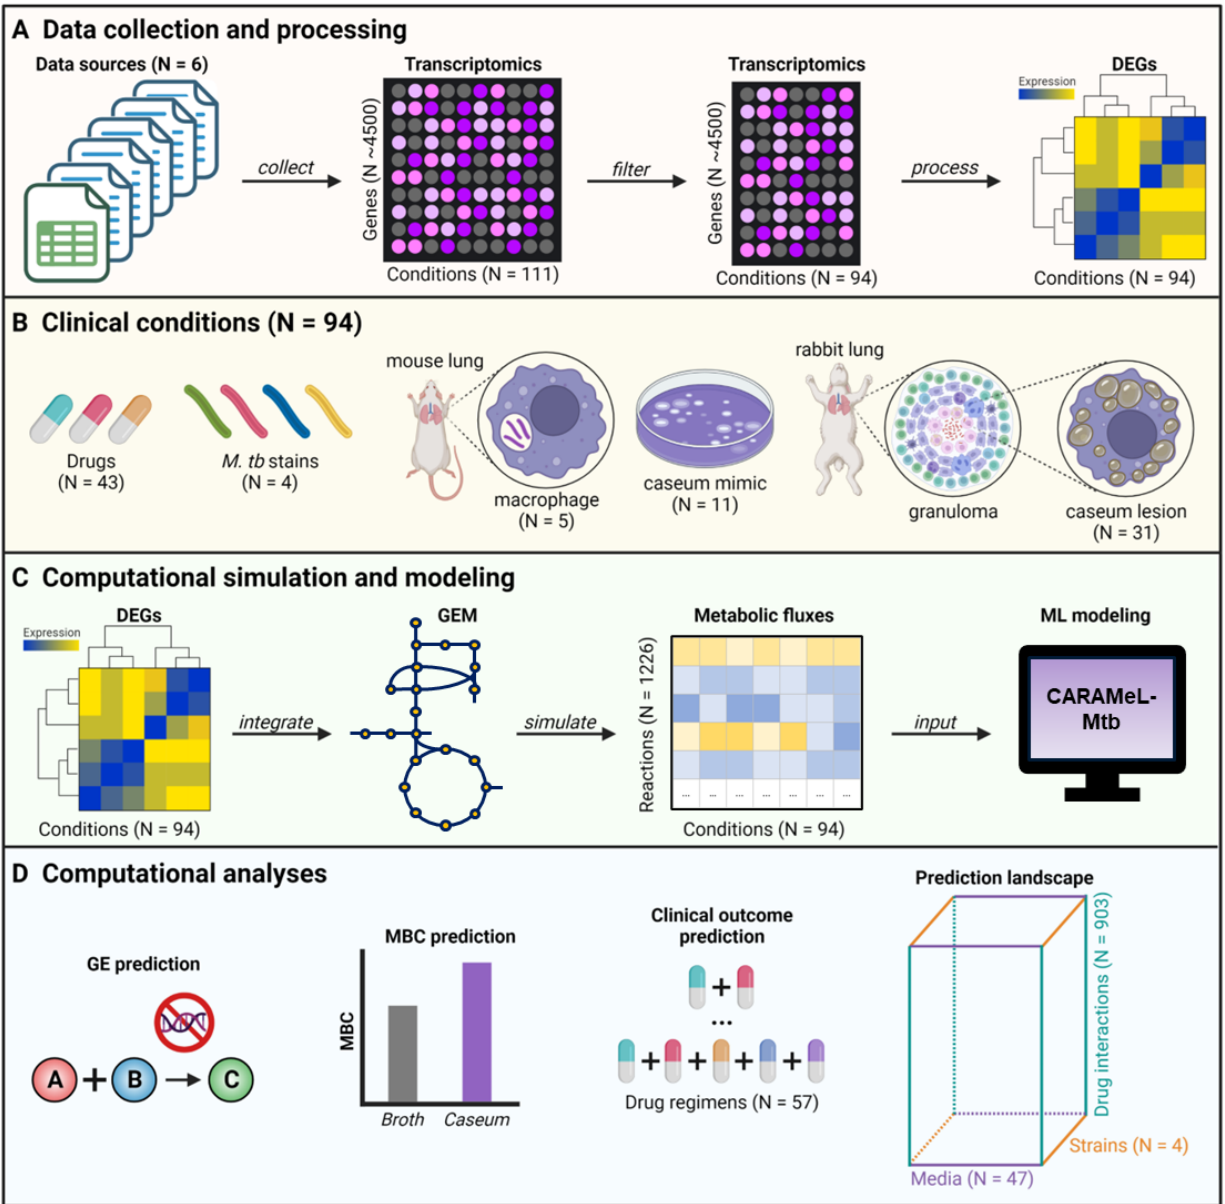 A Data collection and processing
Data sources (N = 6)
collect
Transcriptomics
Genes (N ~4500)
Conditions (N = 111)
filter
Transcriptomics
Genes (N ~4500)
Conditions (N = 94)
process
DEGs
Expression
Conditions (N = 94)
B Clinical conditions (N = 94)
Drugs
(N = 43)
M. tb stains
(N = 4)
mouse lung
macrophage
(N = 5)
caseum mimic
(N = 11)
rabbit lung
granuloma
caseum lesion
(N = 31)
C Computational simulation and modeling
DEGs
Expression
Conditions (N = 94)
integrate
GEM
simulate
Metabolic fluxes
Reactions (N = 1226)
... ... ... ... ... ... ...
Conditions (N = 94)
input
ML modeling
CARAMeL-
Mtb
D Computational analyses
GE prediction
A + B C
MBC prediction
MBC
Broth Caseum
Clinical outcome
prediction
+
...
+ + + +
Drug regimens (N = 57)
Prediction landscape
Drug interactions (N = 903)
Strains (N = 4)
Media (N = 47)